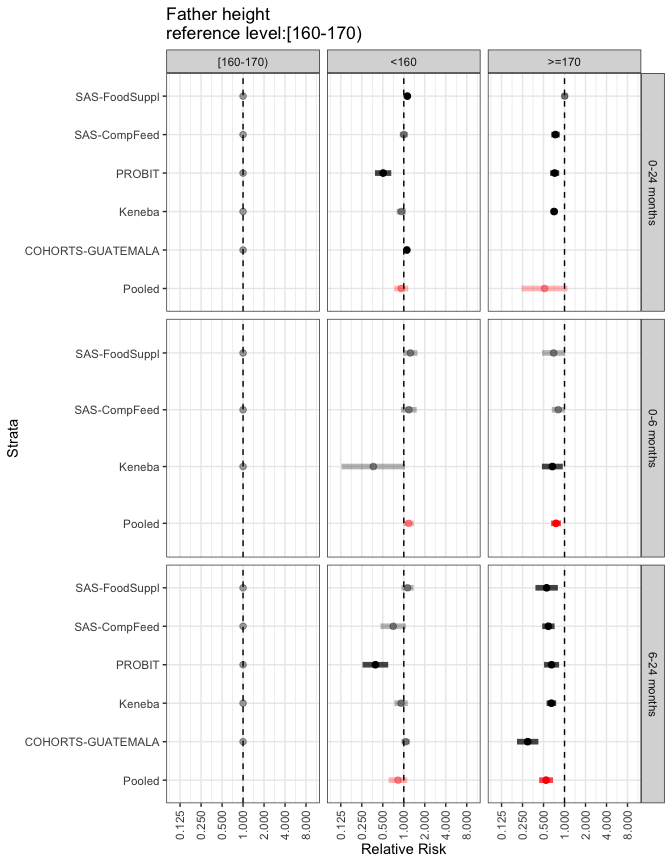 Father height
reference level:[160-170)
[160-170)
<160
>=170
SAS-FoodSuppl
SAS-CompFeed
PROBIT
Keneba
COHORTS-GUATEMALA
Pooled
0-24 months
SAS-FoodSuppl
SAS-CompFeed
Keneba
Pooled
0-6 months
SAS-FoodSuppl
SAS-CompFeed
PROBIT
Keneba
COHORTS-GUATEMALA
Pooled
6-24 months
Strata
0.125 0.250 0.500 1.000 2.000 4.000 8.000
0.125 0.250 0.500 1.000 2.000 4.000 8.000
0.125 0.250 0.500 1.000 2.000 4.000 8.000
Relative Risk